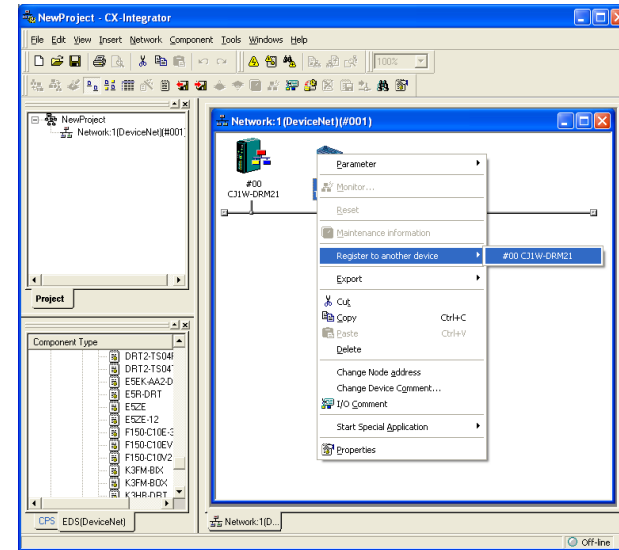 NewProject - CX-Integrator
File Edit View Insert Network Component Tools Windows Help
100%
NewProject
Network:1(DeviceNet)(#001)
Project
Component Type
DRT2-TS04
DRT2-TS04
E5EK-AA2-D
E5R-DRT
E5ZE
E5ZE-12
F150-C10E-3
F150-C10EV
F150-C10V2
K3FM-BIX
K3FM-BOX
K3HB-DRT
CPS EDS(DeviceNet)
Network:1(DeviceNet)(#001)
#00
CJ1W-DRM21
Parameter
Monitor...
Reset
Maintenance information
Register to another device
#00 CJ1W-DRM21
Export
Cut
Copy Ctrl+C
Paste Ctrl+V
Delete
Change Node address
Change Device Comment...
I/O Comment
Start Special Application
Properties
Network:1(D...
Off-line